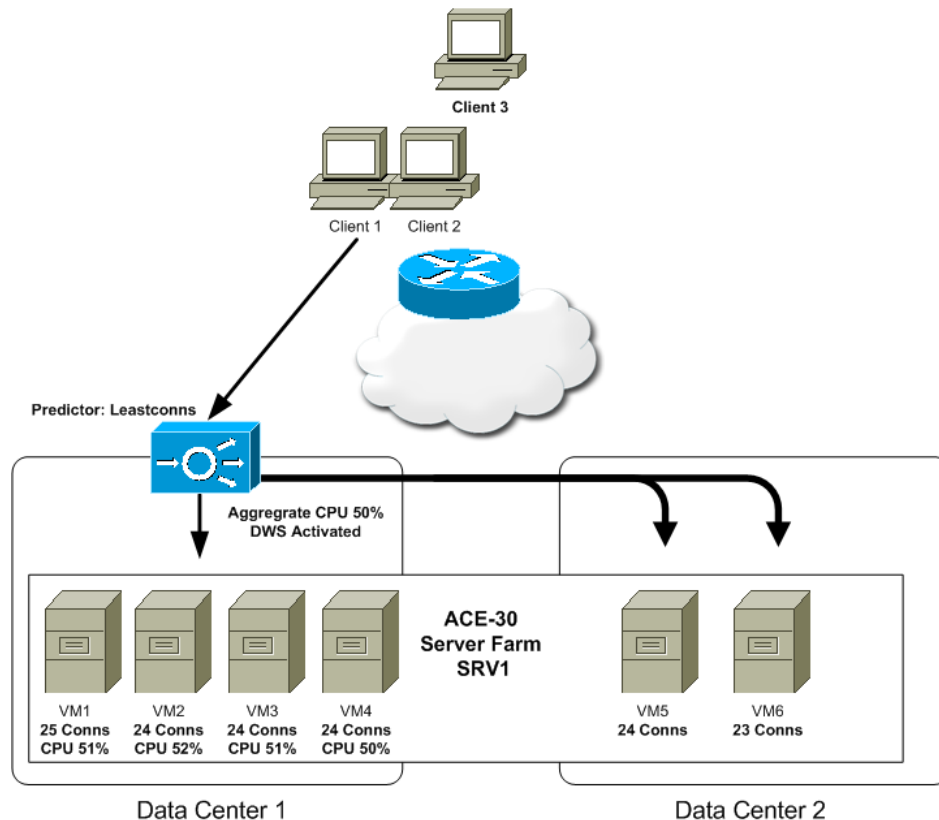 Client 3
Client 1
Client 2
Predictor: Leastconns
Aggregrate CPU 50%
DWS Activated
ACE-30
Server Farm
SRV1
VM1
25 Conns
CPU 51%
VM2
24 Conns
CPU 52%
VM3
24 Conns
CPU 51%
VM4
24 Conns
CPU 50%
VM5
24 Conns
VM6
23 Conns
Data Center 1
Data Center 2